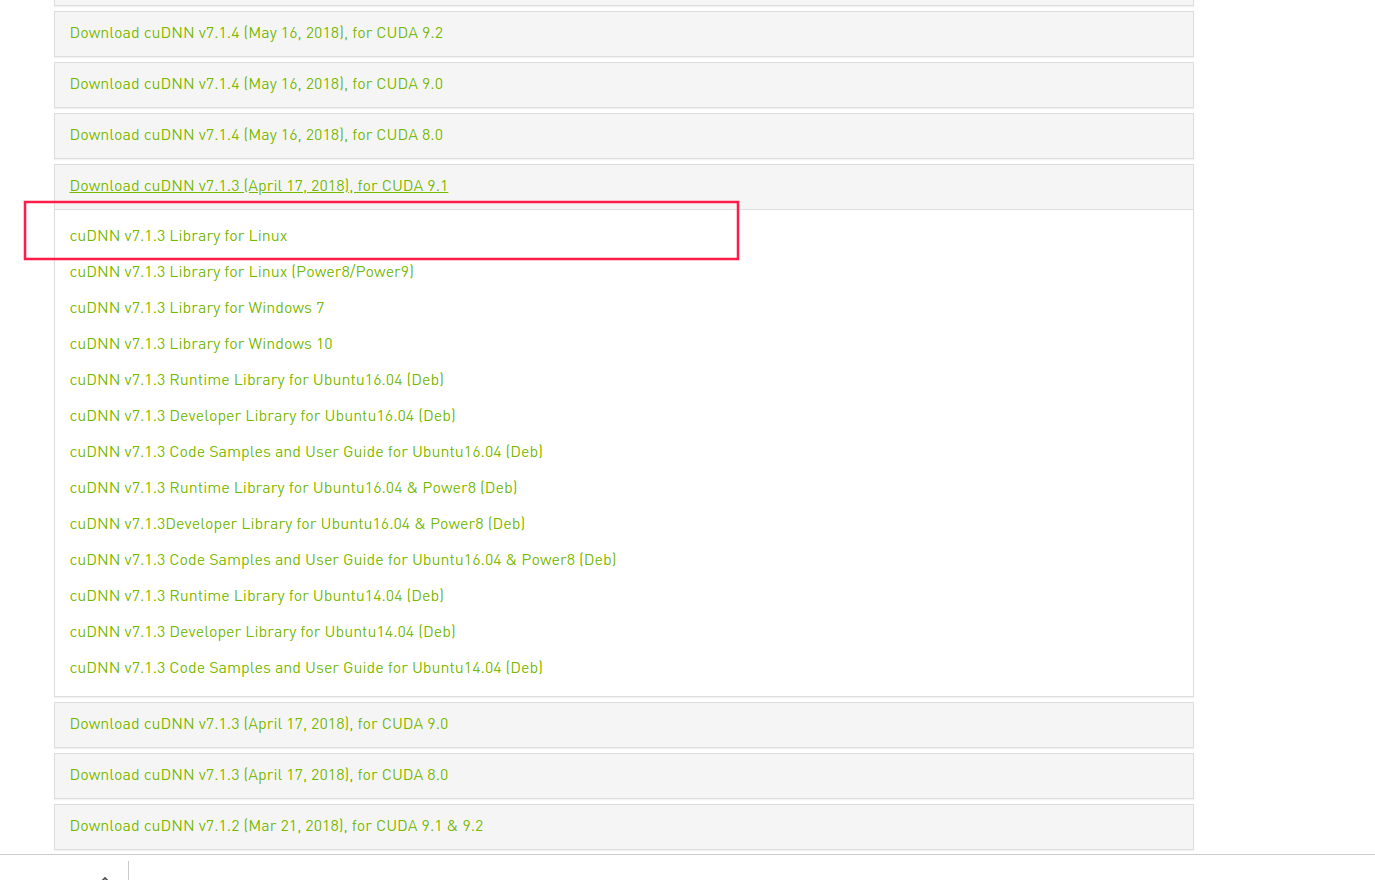 Download cuDNN v7.1.4 (May 16, 2018), for CUDA 9.2
Download cuDNN v7.1.4 (May 16, 2018), for CUDA 9.0
Download cuDNN v7.1.4 (May 16, 2018), for CUDA 8.0
Download cuDNN v7.1.3 (April 17, 2018), for CUDA 9.1
cuDNN v7.1.3 Library for Linux
cuDNN v7.1.3 Library for Linux (Power8/Power9)
cuDNN v7.1.3 Library for Windows 7
cuDNN v7.1.3 Library for Windows 10
cuDNN v7.1.3 Runtime Library for Ubuntu16.04 (Deb)
cuDNN v7.1.3 Developer Library for Ubuntu16.04 (Deb)
cuDNN v7.1.3 Code Samples and User Guide for Ubuntu16.04 (Deb)
cuDNN v7.1.3 Runtime Library for Ubuntu16.04 & Power8 (Deb)
cuDNN v7.1.3Developer Library for Ubuntu16.04 & Power8 (Deb)
cuDNN v7.1.3 Code Samples and User Guide for Ubuntu16.04 & Power8 (Deb)
cuDNN v7.1.3 Runtime Library for Ubuntu14.04 (Deb)
cuDNN v7.1.3 Developer Library for Ubuntu14.04 (Deb)
cuDNN v7.1.3 Code Samples and User Guide for Ubuntu14.04 (Deb)
Download cuDNN v7.1.3 (April 17, 2018), for CUDA 9.0
Download cuDNN v7.1.3 (April 17, 2018), for CUDA 8.0
Download cuDNN v7.1.2 (Mar 21, 2018), for CUDA 9.1 & 9.2